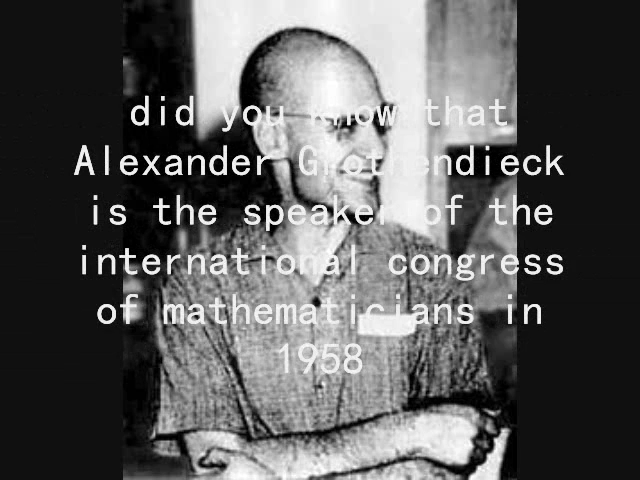 did you know that
Alexander Grothendieck
is the speaker of the
international congress
of mathematicians in
1958